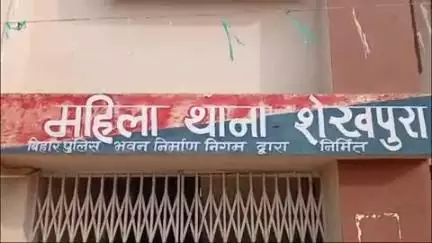 महिला थाना शेखपुरा
बिहार पुलिस भवन निर्माण निगम द्वारा निर्मित